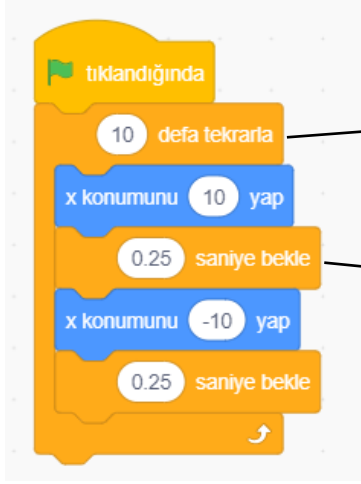 tıklandığında
10 defa tekrarla
x konumunu 10 yap
0.25 saniye bekle
x konumunu -10 yap
0.25 saniye bekle